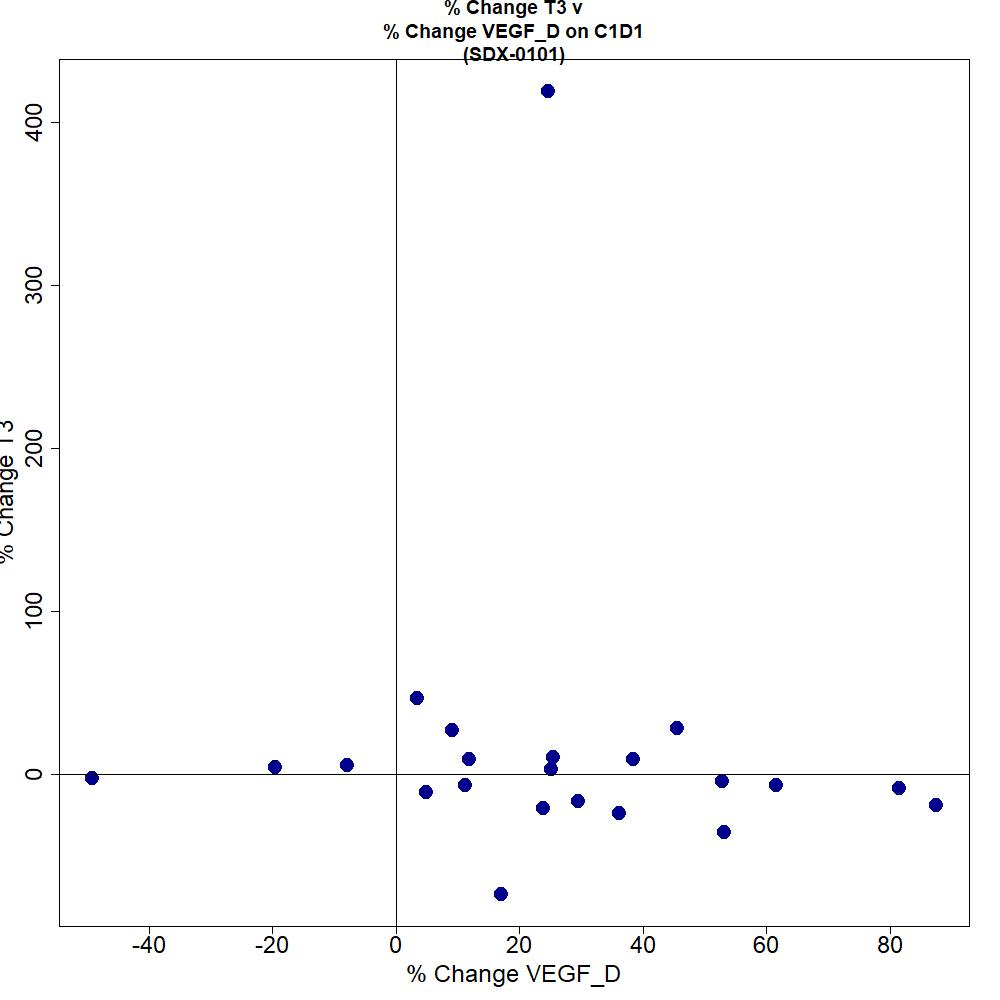 % Change T3 v
% Change VEGF_D on C1D1
(SDX-0101)
400
300
200
100
0
% Change T3
-40 -20 0 20 40 60 80
% Change VEGF_D